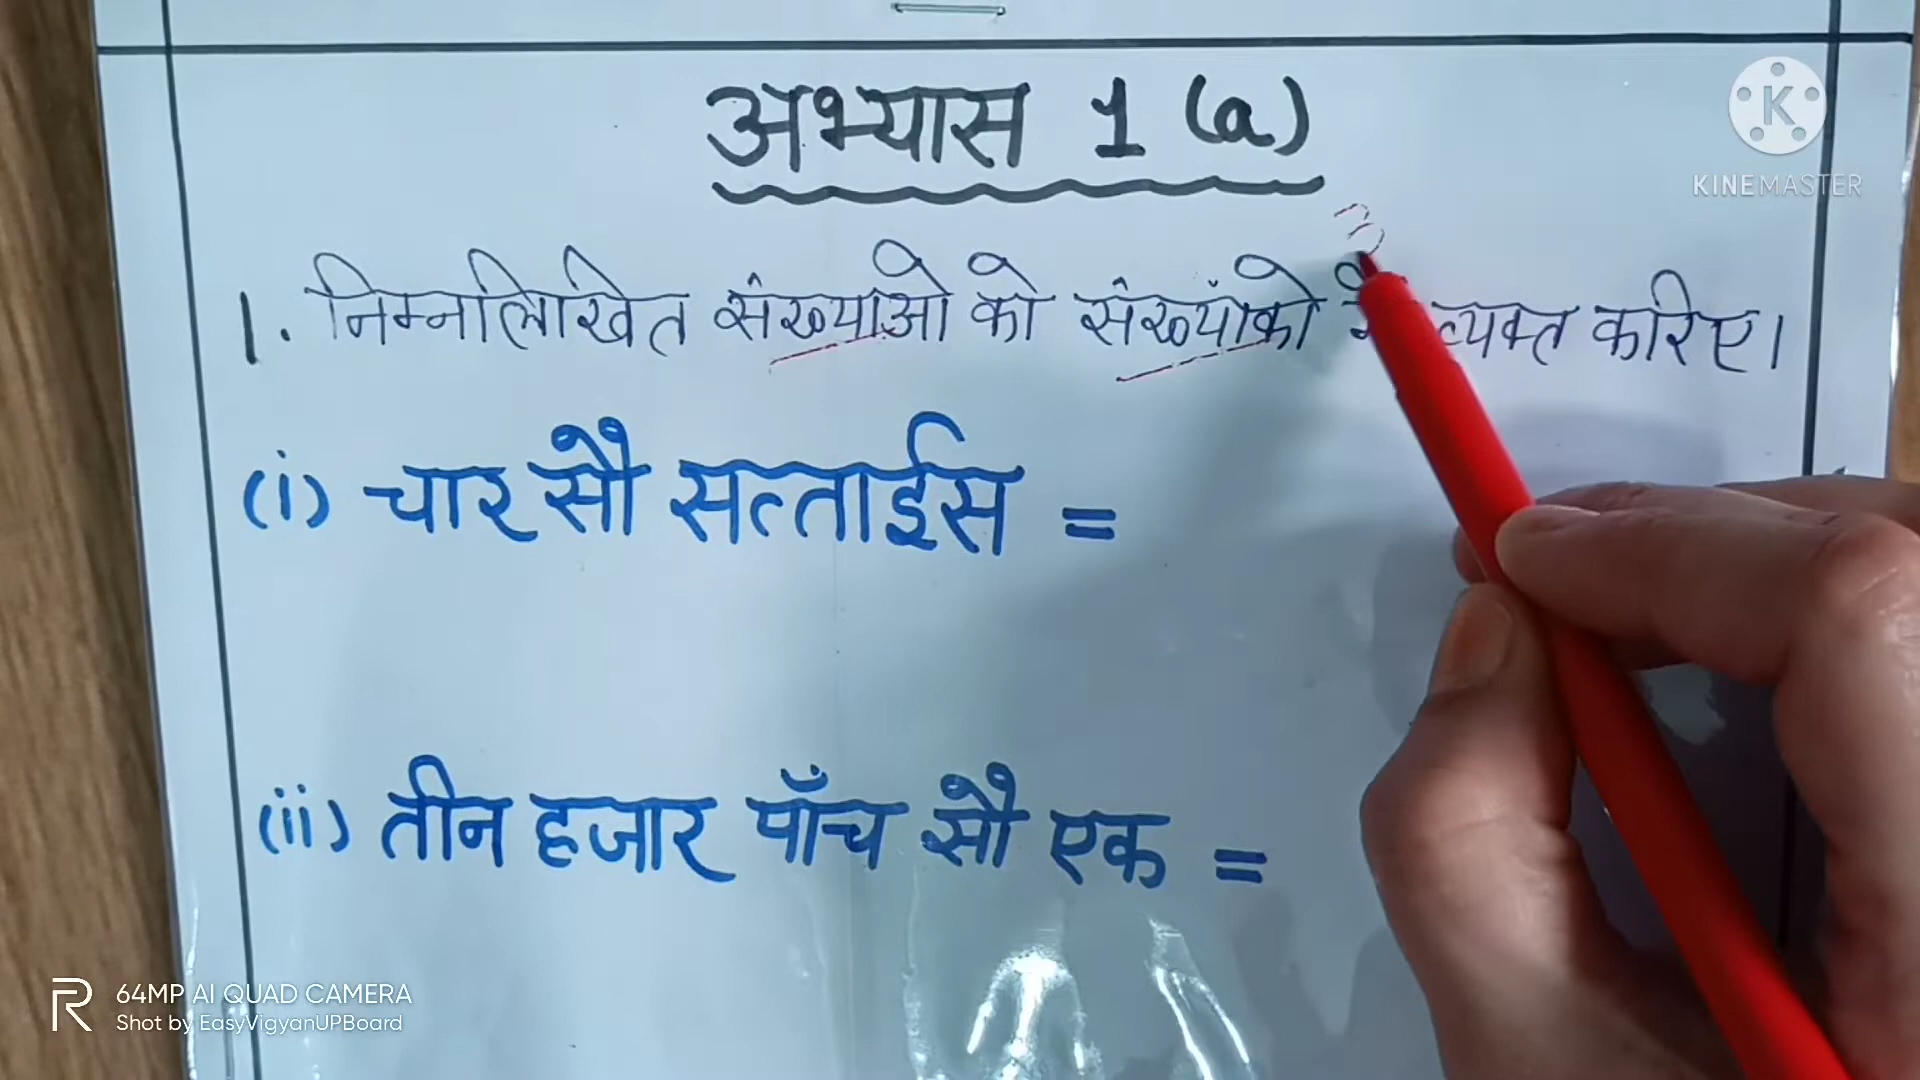 अभ्यास 1 (a)
KINEMASTER
1. निम्नलिखित संख्याओ को संख्यांको व्यक्त करिए।
(i) चार सौ सत्ताईस =
(ii) तीन हजार पाँच सौ एक =
64MP AI QUAD CAMERA
Shot by EasyVigyanUPBoard